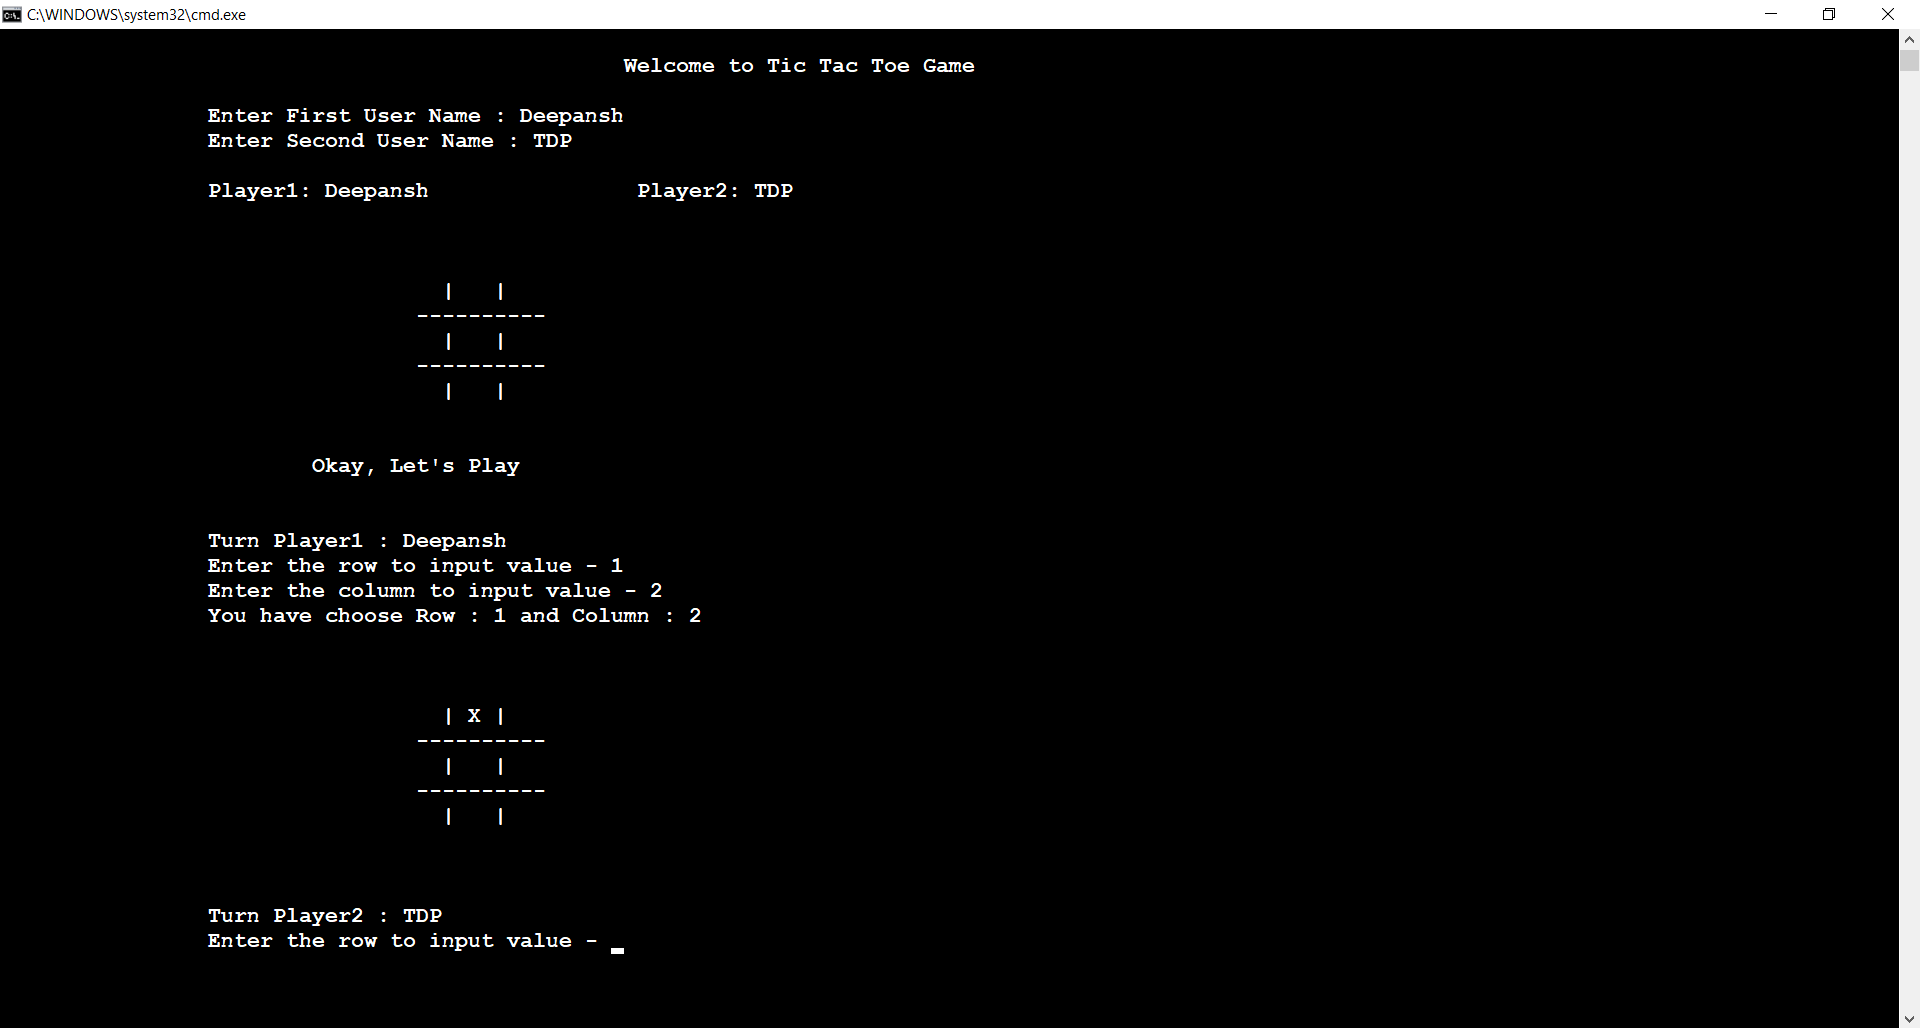 C:\WINDOWS\system32\cmd.exe
Welcome to Tic Tac Toe Game
Enter First User Name : Deepansh
Enter Second User Name : TDP
Player1: Deepansh                Player2: TDP
|   |
----------
|   |
----------
|   |
Okay, Let's Play
Turn Player1 : Deepansh
Enter the row to input value - 1
Enter the column to input value - 2
You have choose Row : 1 and Column : 2
| X |
----------
|   |
----------
|   |
Turn Player2 : TDP
Enter the row to input value -